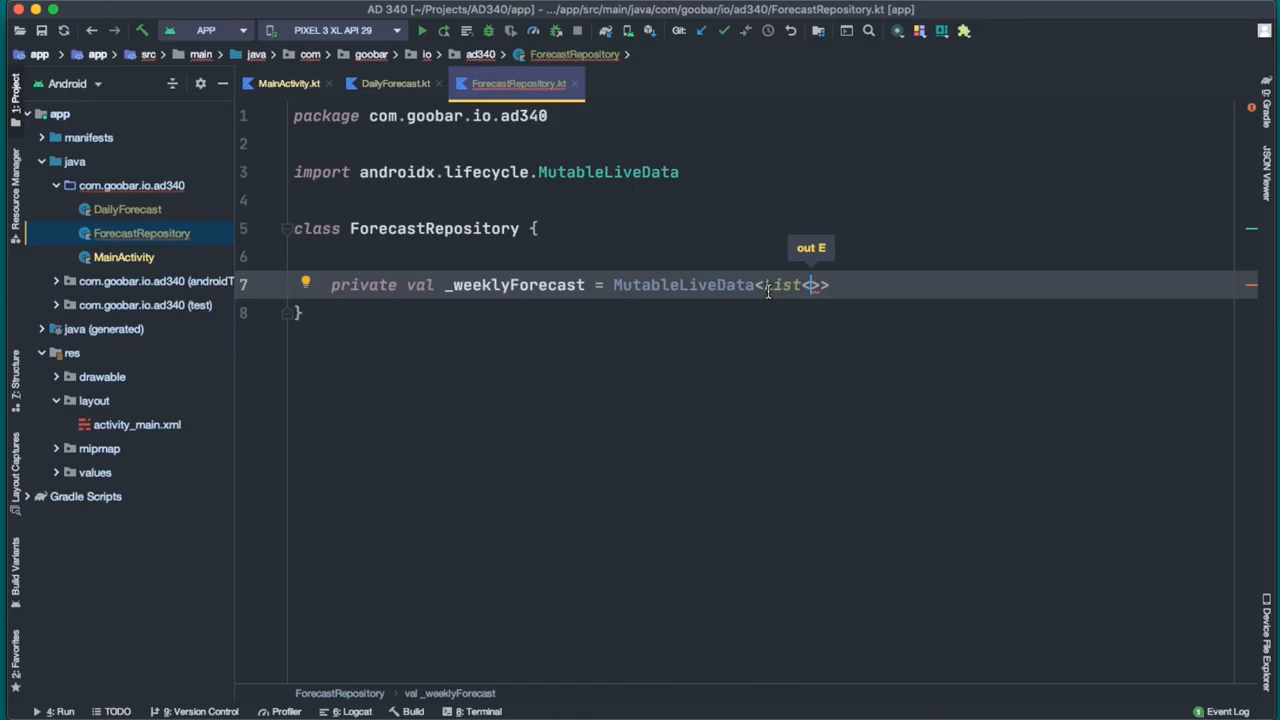 AD 340 [~/Projects/AD340/app] - .../app/src/main/java/com/goobar/io/ad340/ForecastRepository.kt [app]
APP
PIXEL 3 XL API 29
Git:
app
app
src
main
java
com
goobar
io
ad340
ForecastRepository
Android
MainActivity.kt
DailyForecast.kt
ForecastRepository.kt
1: Project
Resource Manager
7: Structure
Layout Captures
Build Variants
2: Favorites
app
manifests
java
com.goobar.io.ad340
DailyForecast
ForecastRepository
MainActivity
com.goobar.io.ad340 (androidT
com.goobar.io.ad340 (test)
java (generated)
res
drawable
layout
activity_main.xml
mipmap
values
Gradle Scripts
1 package com.goobar.io.ad340
2
3 import androidx.lifecycle.MutableLiveData
4
5 class ForecastRepository {
6
out E
7 private val _weeklyForecast = MutableLiveData<List<>>
8 }
Gradle
JSON Viewer
Device File Explorer
ForecastRepository
val _weeklyForecast
4: Run
TODO
9: Version Control
Profiler
6: Logcat
Build
8: Terminal
1 Event Log